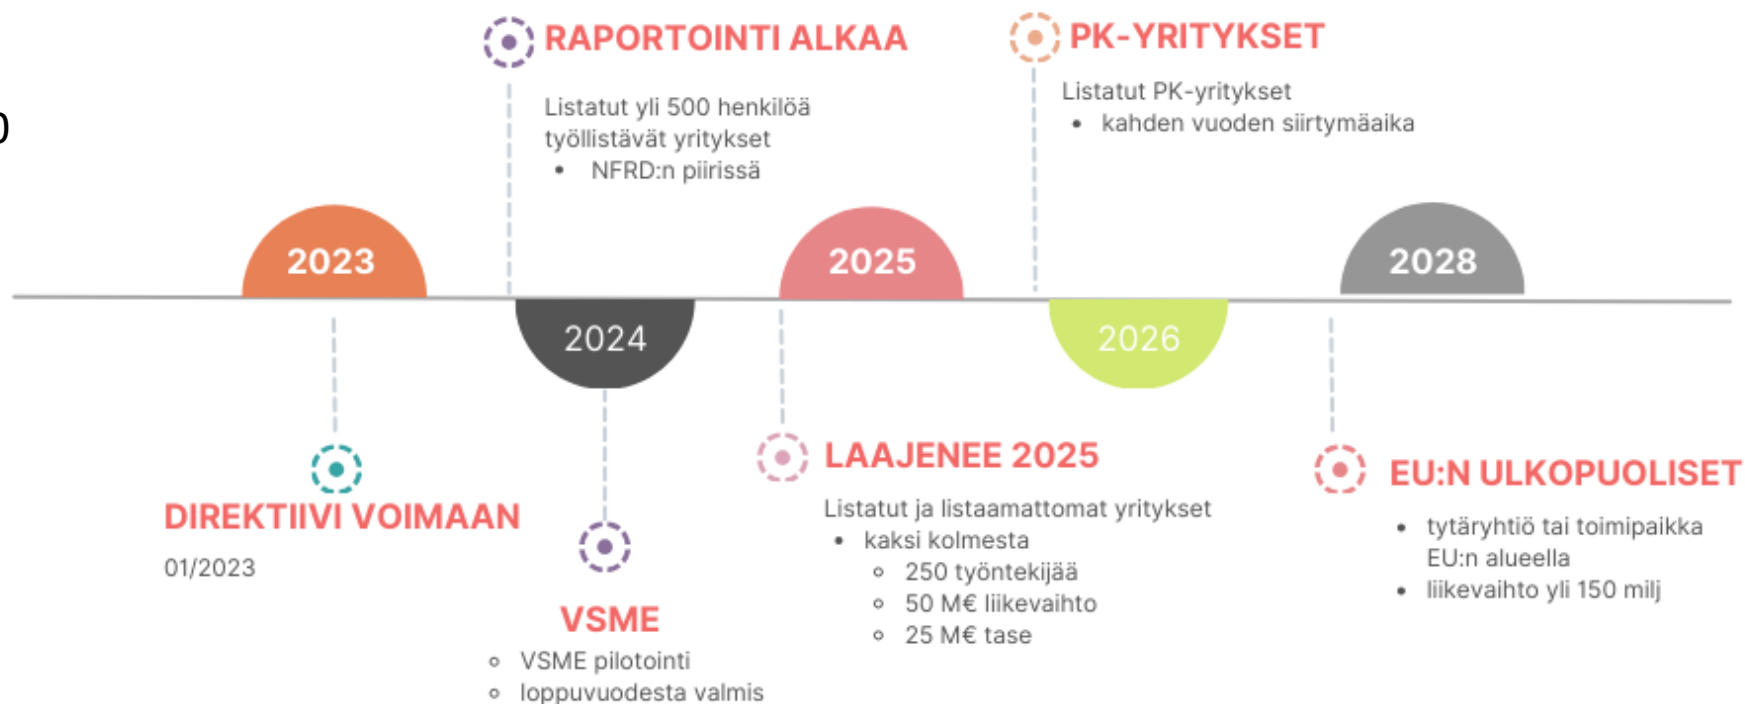 RAPORTOINTI ALKAA
Listatut yli 500 henkilöä
työllistävät yritykset
• NFRD:n piirissä
PK-YRITYKSET
Listatut PK-yritykset
• kahden vuoden siirtymäaika
2023
2024
2025
2026
2028
DIREKTIIVI VOIMAAN
01/2023
VSME
◦ VSME pilotointi
◦ loppuvuodesta valmis
LAAJENEE 2025
Listatut ja listaamattomat yritykset
• kaksi kolmesta
◦ 250 työntekijää
◦ 50 M€ liikevaihto
◦ 25 M€ tase
EU:N ULKOPUOLISET
• tytäryhtiö tai toimipaikka
EU:n alueella
• liikevaihto yli 150 milj